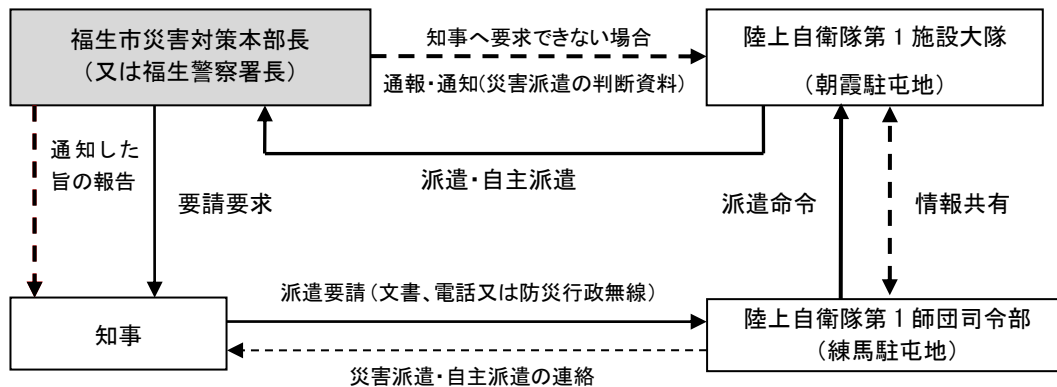 福生市災害対策本部長
(又は福生警察署長)
知事へ要求できない場合
通報・通知(災害派遣の判断資料)
陸上自衛隊第1施設大隊
(朝霞駐屯地)
通知した
旨の報告
要請要求
派遣・自主派遣
派遣命令
情報共有
知事
派遣要請(文書、電話又は防災行政無線)
災害派遣・自主派遣の連絡
陸上自衛隊第1師団司令部
(練馬駐屯地)